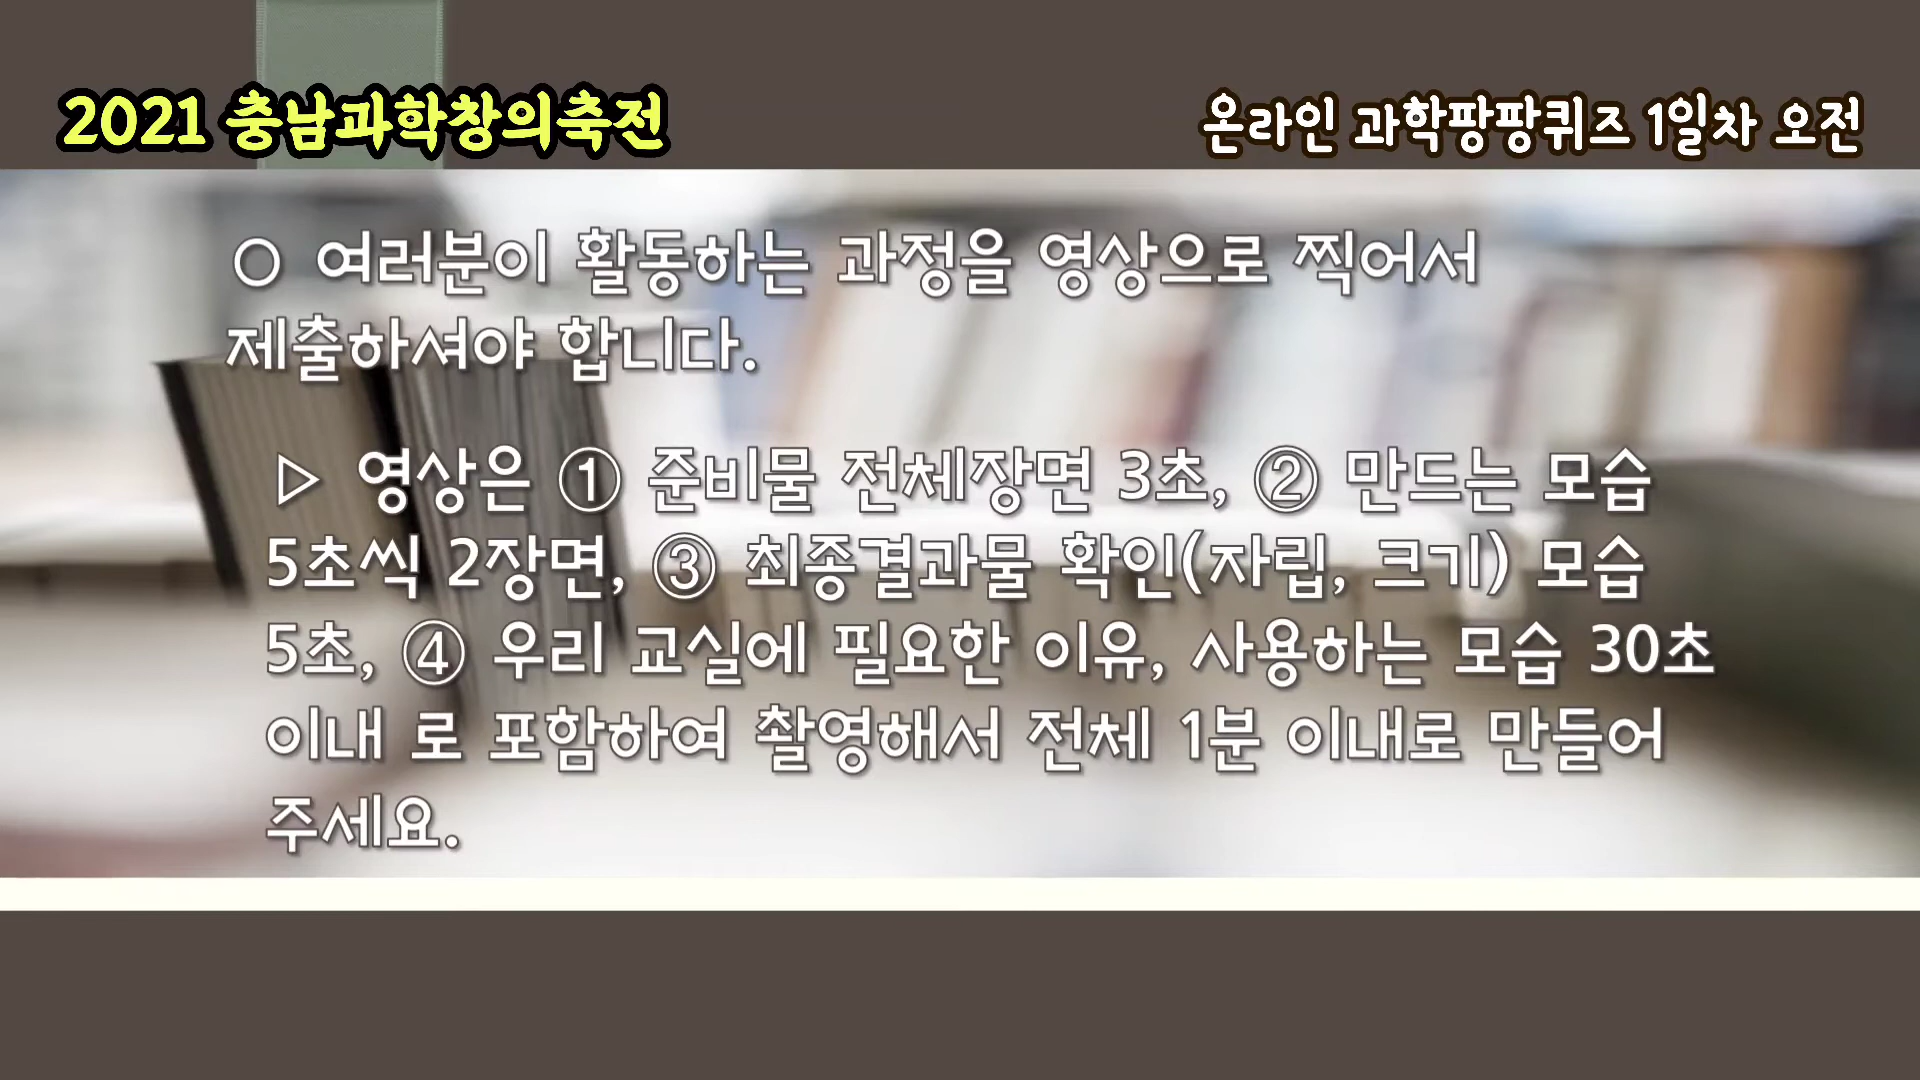 2021 충남과학창의축전
온라인 과학팡팡퀴즈 1일차 오전
○ 여러분이 활동하는 과정을 영상으로 찍어서
제출하셔야 합니다.
▷ 영상은 ① 준비물 전체장면 3초, ② 만드는 모습
5초씩 2장면, ③ 최종결과물 확인(자립, 크기) 모습
5초, ④ 우리 교실에 필요한 이유, 사용하는 모습 30초
이내 로 포함하여 촬영해서 전체 1분 이내로 만들어
주세요.